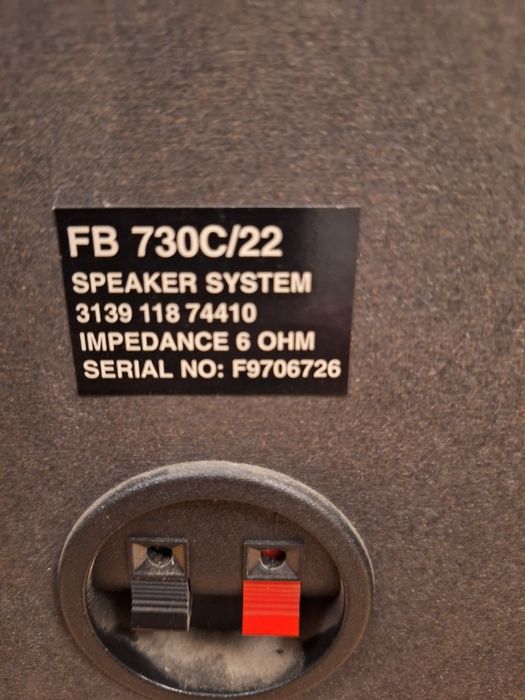 FB 730C/22
SPEAKER SYSTEM
3139 118 74410
IMPEDANCE 6 OHM
SERIAL NO: F9706726